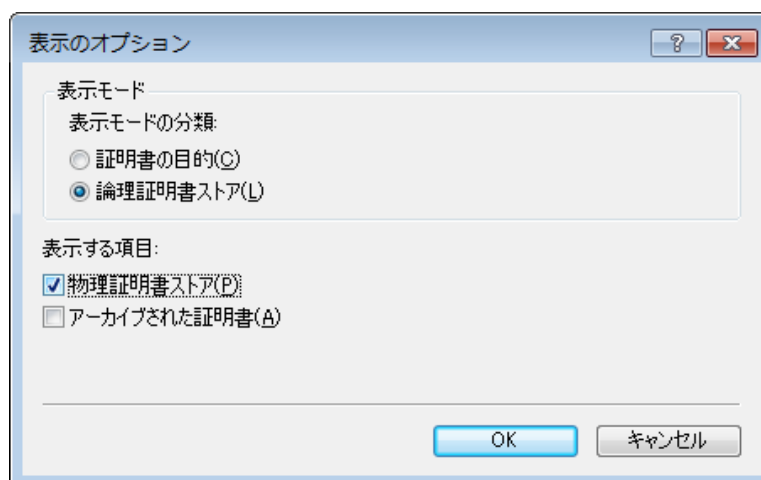 表示のオプション
表示モード
表示モードの分類:
証明書の目的(C)
論理証明書ストア(L)
表示する項目:
物理証明書ストア(P)
アーカイブされた証明書(A)
OK
キャンセル